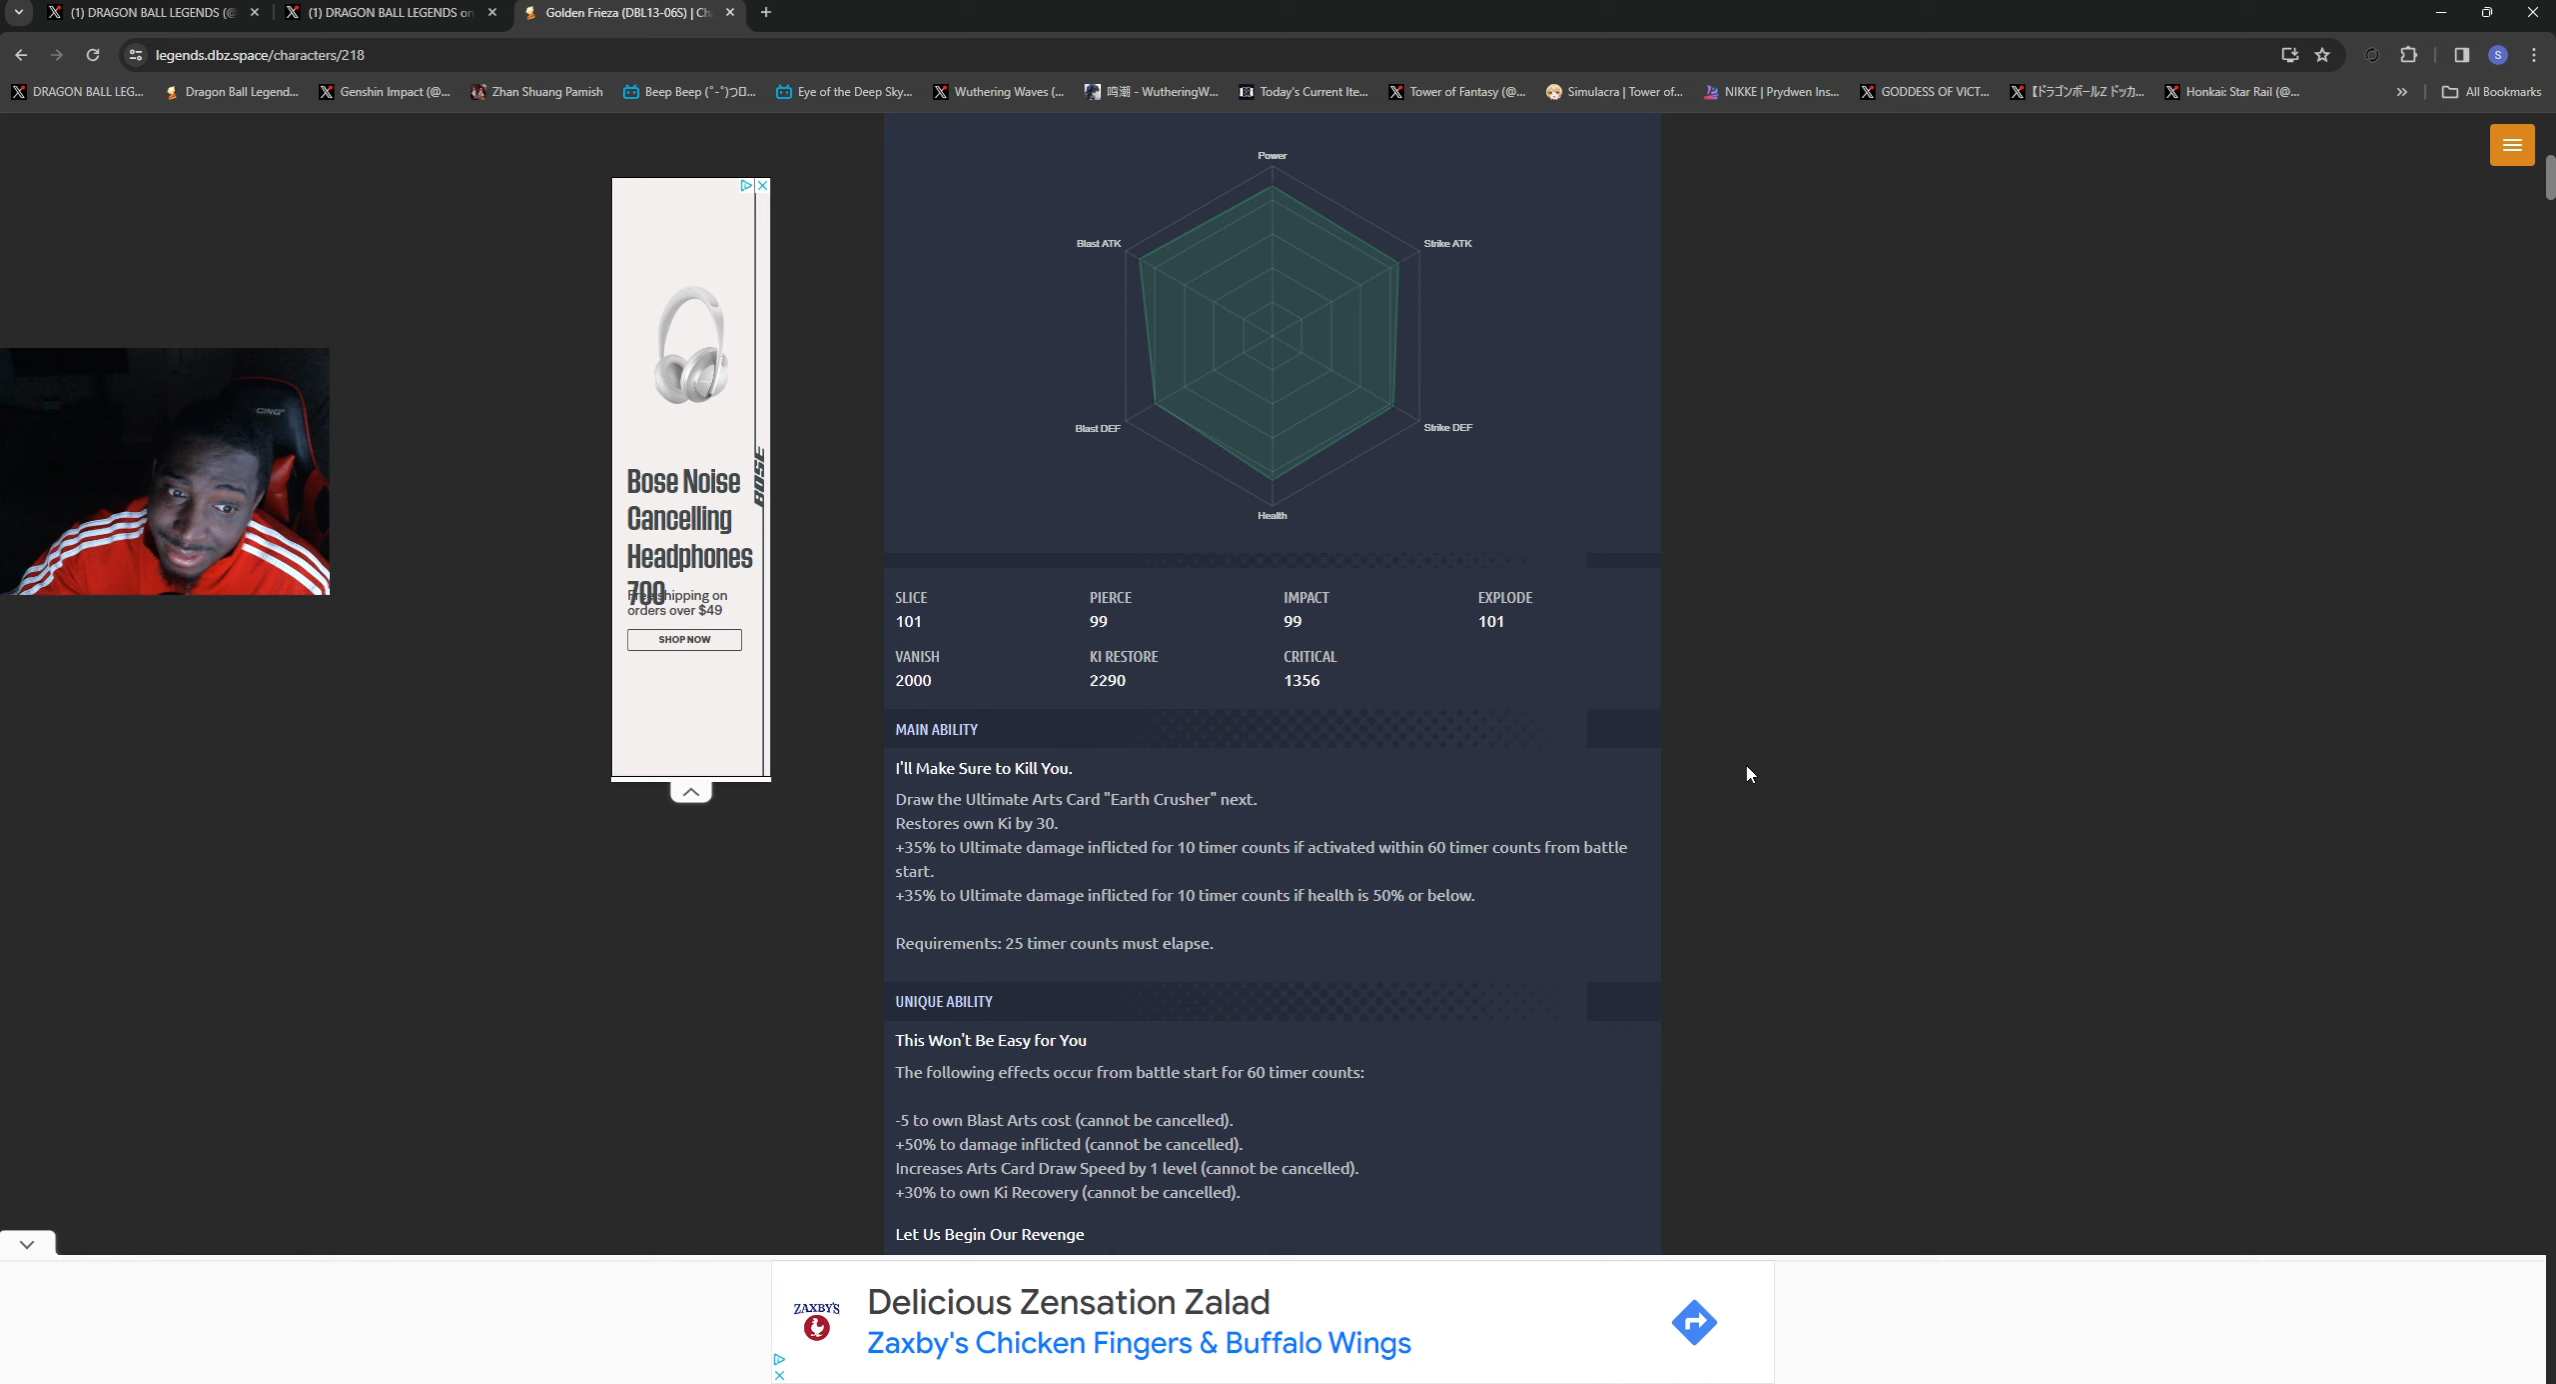 (1) DRAGON BALL LEGENDS (@
(1) DRAGON BALL LEGENDS on
Golden Frieza (DBL13-06S) | Ch
legends.dbz.space/characters/218
S
DRAGON BALL LEG...
Dragon Ball Legend...
Genshin Impact (@...
Zhan Shuang Pamish
Beep Beep (˚-˚)つロ...
Eye of the Deep Sky...
Wuthering Waves (...
鸣潮 - WutheringW...
Today's Current Ite...
Tower of Fantasy (@...
Simulacra | Tower of...
NIKKE | Prydwen Ins...
GODDESS OF VICT...
【ドラゴンボールZ ドッカ...
Honkai: Star Rail (@...
All Bookmarks
Power
Blast ATK
Strike ATK
Blast DEF
Strike DEF
Health
Bose Noise
Cancelling
Headphones
700
Free shipping on
orders over $49
SHOP NOW
BOSE
SLICE PIERCE IMPACT EXPLODE
101 99 99 101
VANISH KI RESTORE CRITICAL
2000 2290 1356
MAIN ABILITY
I'll Make Sure to Kill You.
Draw the Ultimate Arts Card "Earth Crusher" next.
Restores own Ki by 30.
+35% to Ultimate damage inflicted for 10 timer counts if activated within 60 timer counts from battle
start.
+35% to Ultimate damage inflicted for 10 timer counts if health is 50% or below.
Requirements: 25 timer counts must elapse.
UNIQUE ABILITY
This Won't Be Easy for You
The following effects occur from battle start for 60 timer counts:
-5 to own Blast Arts cost (cannot be cancelled).
+50% to damage inflicted (cannot be cancelled).
Increases Arts Card Draw Speed by 1 level (cannot be cancelled).
+30% to own Ki Recovery (cannot be cancelled).
Let Us Begin Our Revenge
ZAXBY'S
Delicious Zensation Zalad
Zaxby's Chicken Fingers & Buffalo Wings